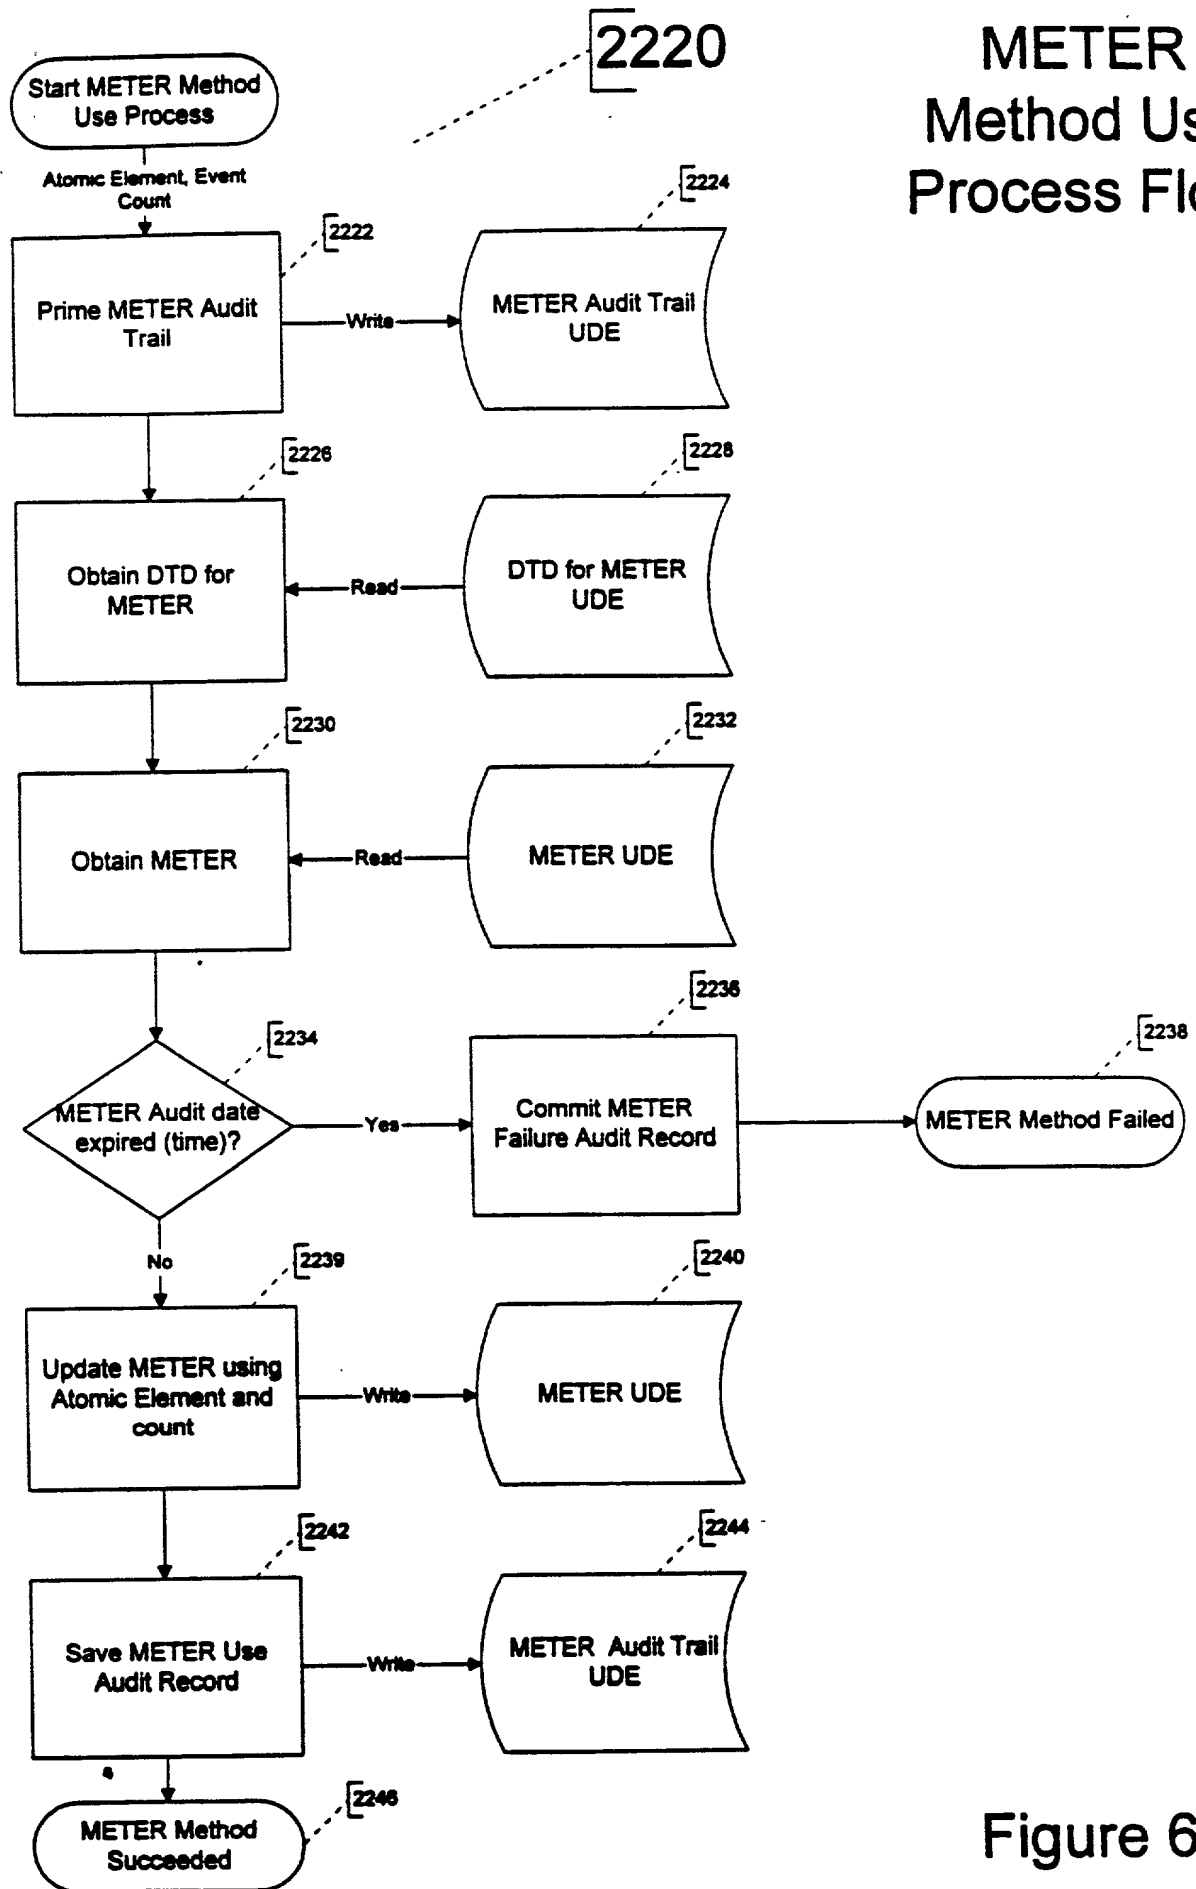 2220
METER
Method Us
Process Flo
Start METER Method
Use Process
Atomic Element, Event
Count
2222
Prime METER Audit
Trail
Write
2224
METER Audit Trail
UDE
2226
Obtain DTD for
METER
Read
2228
DTD for METER
UDE
2230
Obtain METER
Read
2232
METER UDE
2234
METER Audit date
expired (time)?
Yes
2236
Commit METER
Failure Audit Record
2238
METER Method Failed
No
2239
Update METER using
Atomic Element and
count
Write
2240
METER UDE
2242
Save METER Use
Audit Record
Write
2244
METER Audit Trail
UDE
2246
METER Method
Succeeded
Figure 6